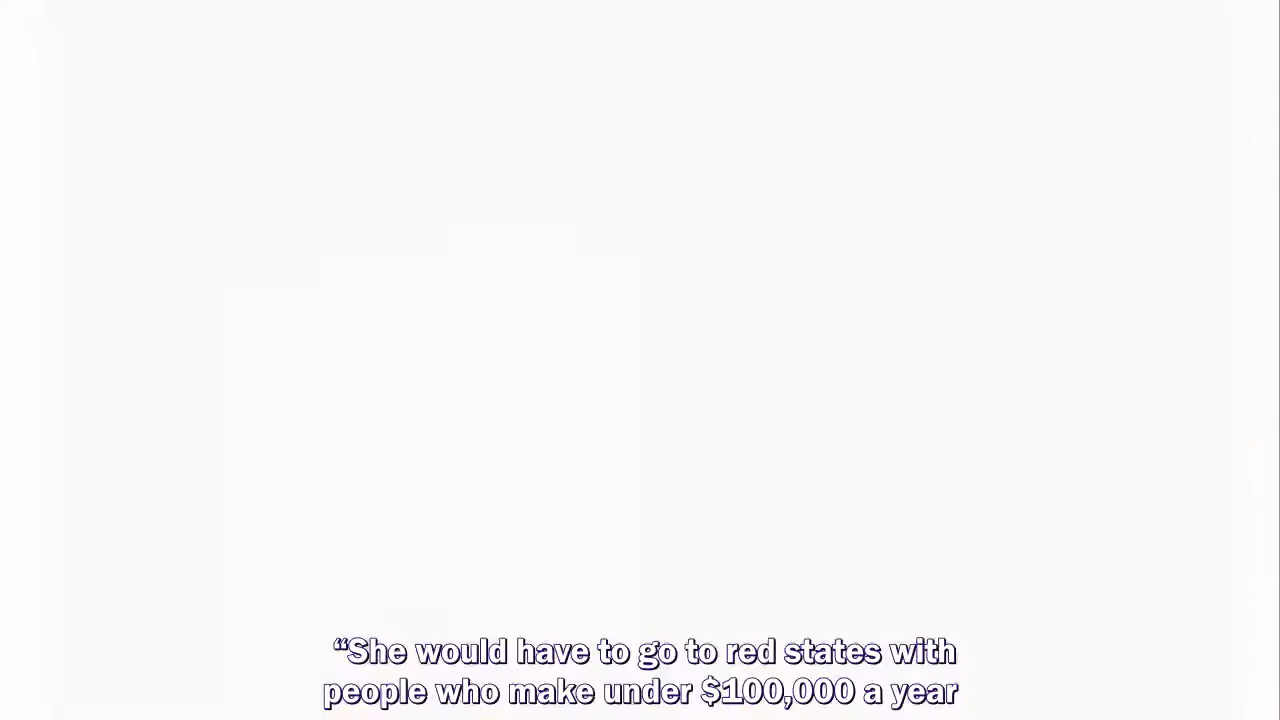 “She would have to go to red states with
people who make under $100,000 a year